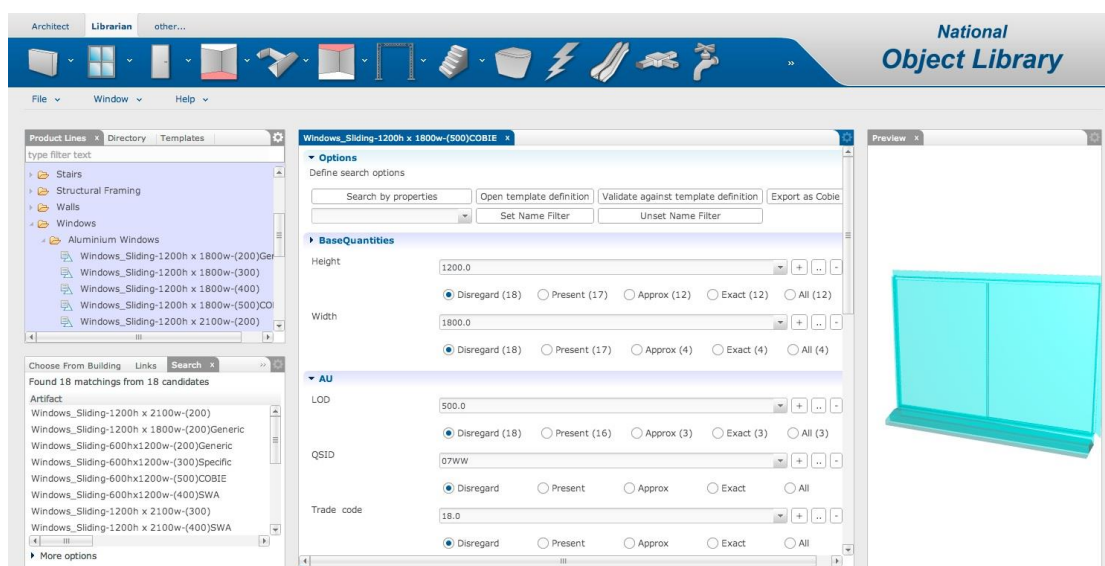 Architect Librarian other...
National
Object Library
»
File Window Help
Product Lines x Directory Templates
type filter text
Stairs
Structural Framing
Walls
Windows
Aluminium Windows
Windows_Sliding-1200h x 1800w-(200)Ger
Windows_Sliding-1200h x 1800w-(300)
Windows_Sliding-1200h x 1800w-(400)
Windows_Sliding-1200h x 1800w-(500)CO
Windows_Sliding-1200h x 2100w-(200)
Choose From Building Links Search x »
Found 18 matchings from 18 candidates
Artifact
Windows_Sliding-1200h x 2100w-(200)
Windows_Sliding-1200h x 1800w-(200)Generic
Windows_Sliding-600hx1200w-(200)Generic
Windows_Sliding-600hx1200w-(300)Specific
Windows_Sliding-600hx1200w-(500)COBIE
Windows_Sliding-600hx1200w-(400)SWA
Windows_Sliding-1200h x 2100w-(300)
Windows_Sliding-1200h x 2100w-(400)SWA
More options
Windows_Sliding-1200h x 1800w-(500)COBIE x
Options
Define search options
Search by properties Open template definition Validate against template definition Export as Cobie
Set Name Filter Unset Name Filter
BaseQuantities
Height 1200.0 + .. -
Disregard (18) Present (17) Approx (12) Exact (12) All (12)
Width 1800.0 + .. -
Disregard (18) Present (17) Approx (4) Exact (4) All (4)
AU
LOD 500.0 + .. -
Disregard (18) Present (16) Approx (3) Exact (3) All (3)
QSID 07WW + .. -
Disregard Present Approx Exact All
Trade code 18.0 + .. -
Disregard Present Approx Exact All
Preview x